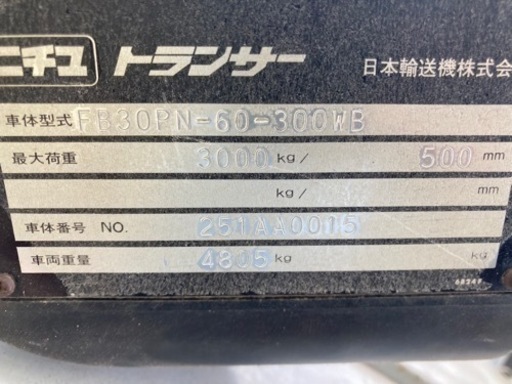 ニチユ トランサー 日本輸送機株式会
車体型式 FB30PN-60-300WB
最大荷重 3000 kg/ 500 mm
kg/ mm
車体番号 NO. 251AA0015
車両重量 4815 kg kg